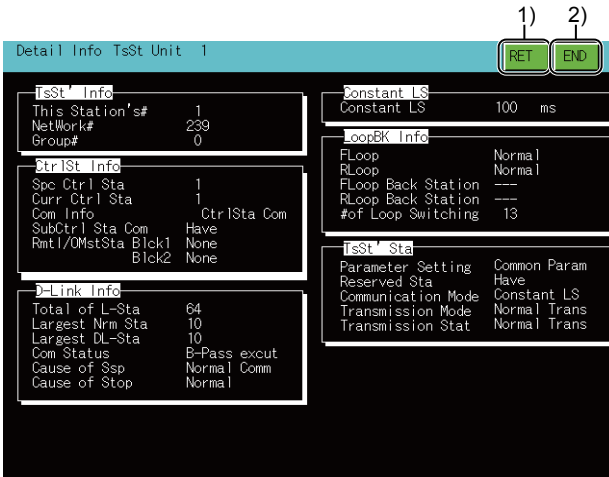 1) 2)
Detail Info TsSt Unit 1 RET END
TsSt' Info
This Station's# 1
NetWork# 239
Group# 0
CtrlSt Info
Spc Ctrl Sta 1
Curr Ctrl Sta 1
Com Info CtrlSta Com
SubCtrl Sta Com Have
Rmtl/OMstSta Blck1 None
Blck2 None
D-Link Info
Total of L-Sta 64
Largest Nrm Sta 10
Largest DL-Sta 10
Com Status B-Pass excut
Cause of Ssp Normal Comm
Cause of Stop Normal
Constant LS
Constant LS 100 ms
LoopBK Info
FLoop Normal
RLoop Normal
FLoop Back Station ---
RLoop Back Station ---
#of Loop Switching 13
TsSt' Sta
Parameter Setting Common Param
Reserved Sta Have
Communication Mode Constant LS
Transmission Mode Normal Trans
Transmission Stat Normal Trans